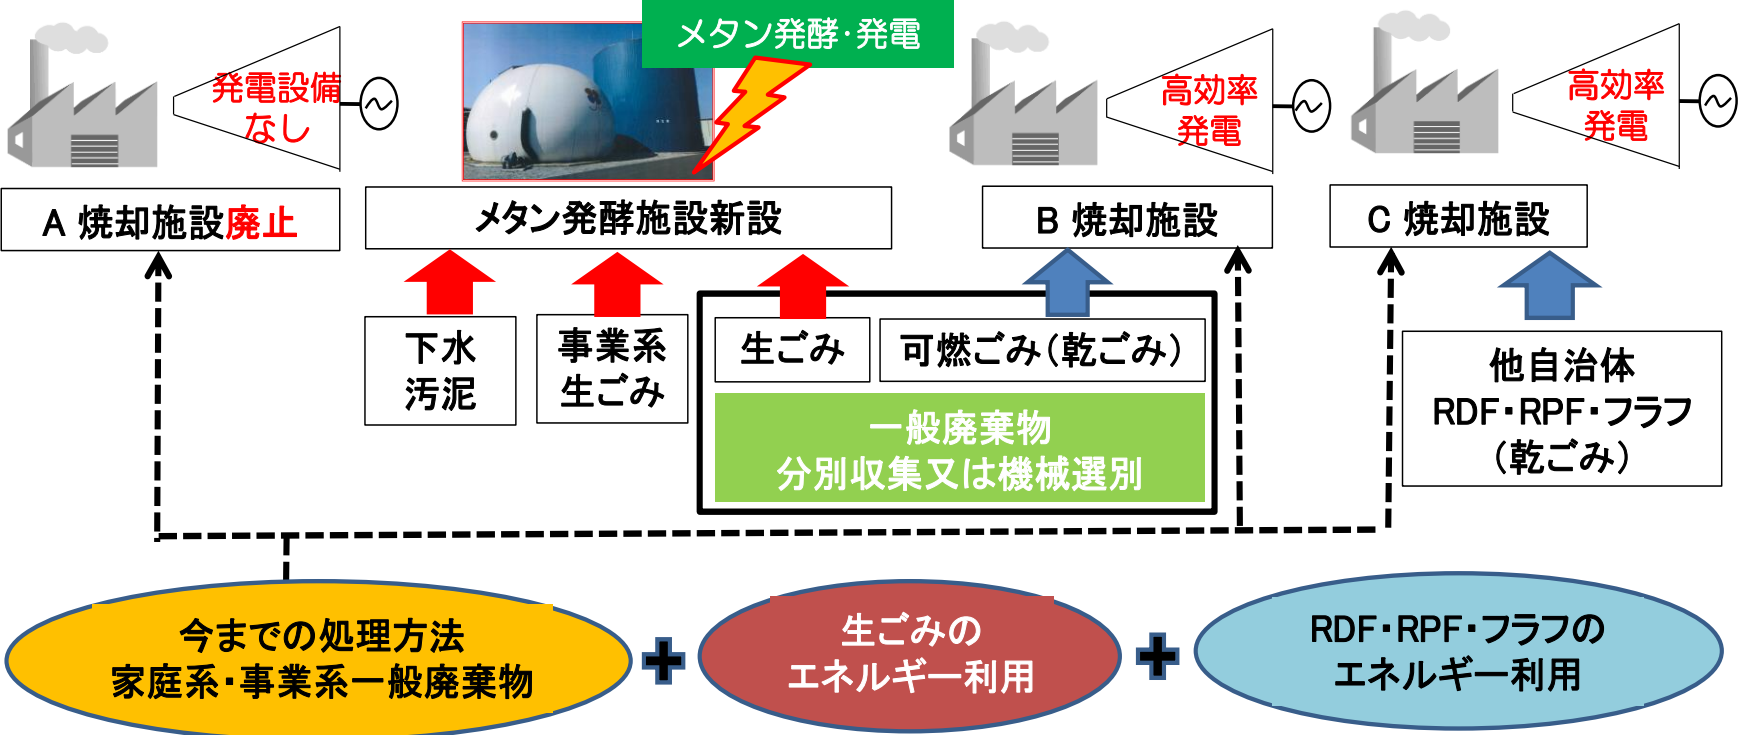 メタン発酵・発電
発電設備
なし
高効率
発電
高効率
発電
A 焼却施設廃止
メタン発酵施設新設
B 焼却施設
C 焼却施設
下水
汚泥
事業系
生ごみ
生ごみ
可燃ごみ(乾ごみ)
一般廃棄物
分別収集又は機械選別
他自治体
RDF・RPF・フラフ
(乾ごみ)
今までの処理方法
家庭系・事業系一般廃棄物
生ごみの
エネルギー利用
RDF・RPF・フラフの
エネルギー利用